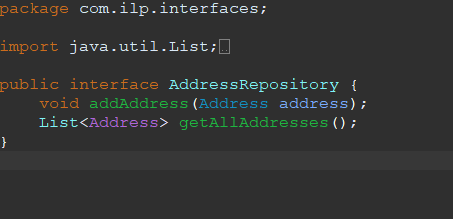 package com.ilp.interfaces;
import java.util.List;
public interface AddressRepository {
    void addAddress(Address address);
    List<Address> getAllAddresses();
}